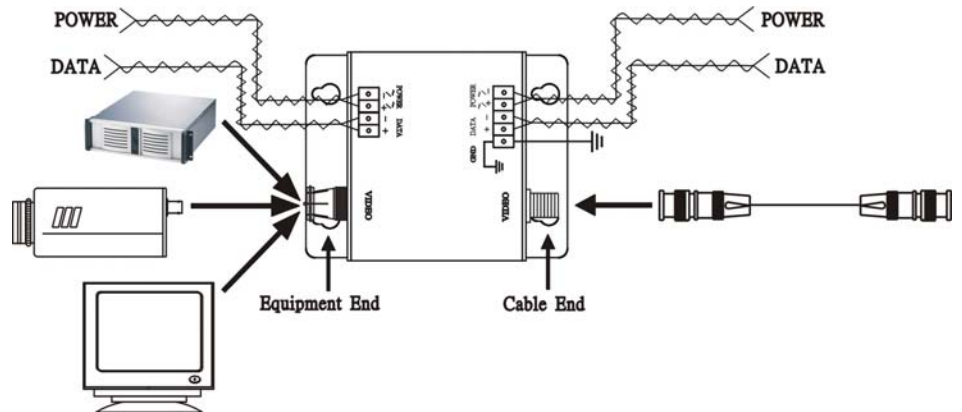 POWER
DATA
POWER
DATA
POWER
- +
DATA
- +
VIDEO
POWER
- +
DATA
+ -
GND
VIDEO
Equipment End
Cable End